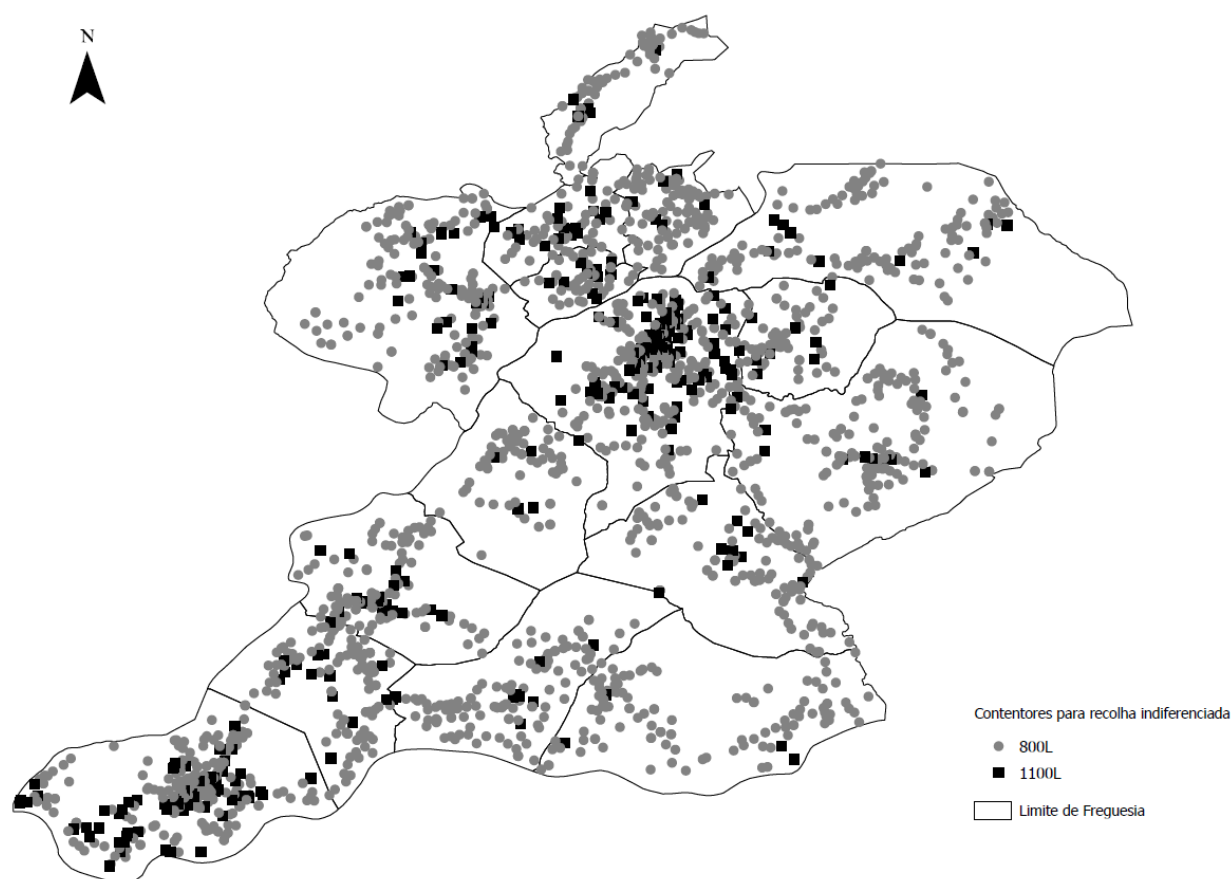 N
Contentores para recolha indiferenciada
800L
1100L
Limite de Freguesia